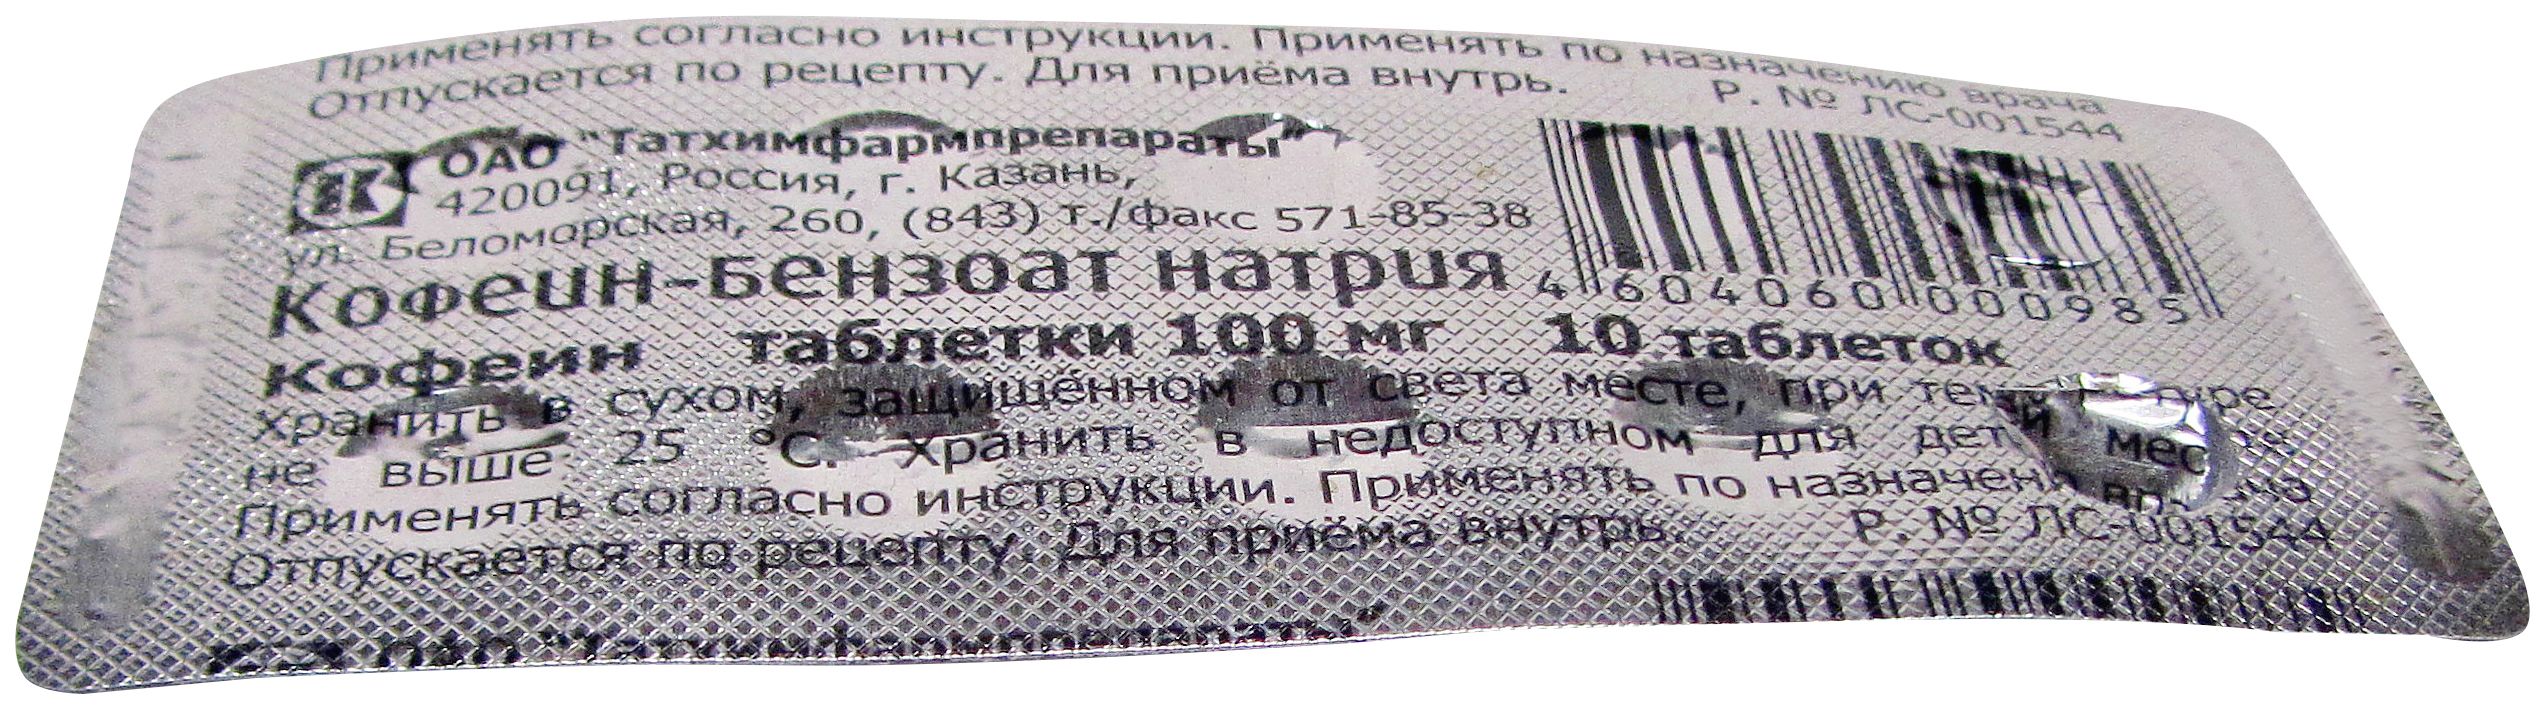 Применять согласно инструкции. Применять по назначению врача
Отпускается по рецепту. Для приёма внутрь. Р. № ЛС-001544
ОАО "Татхимфармпрепараты"
420091, Россия, г. Казань,
ул. Беломорская, 260, (843) т./факс 571-85-38
Кофеин-бензоат натрия
4 604060 000985
Кофеин таблетки 100 мг 10 таблеток
хранить в сухом, защищённом от света месте, при
не выше 25 °С. Хранить в недоступном для
Применять согласно инструкции. Применять по
Отпускается по рецепту. Для приёма внутрь. Р. № ЛС-001544
ОАО "Татхимфармпрепараты"